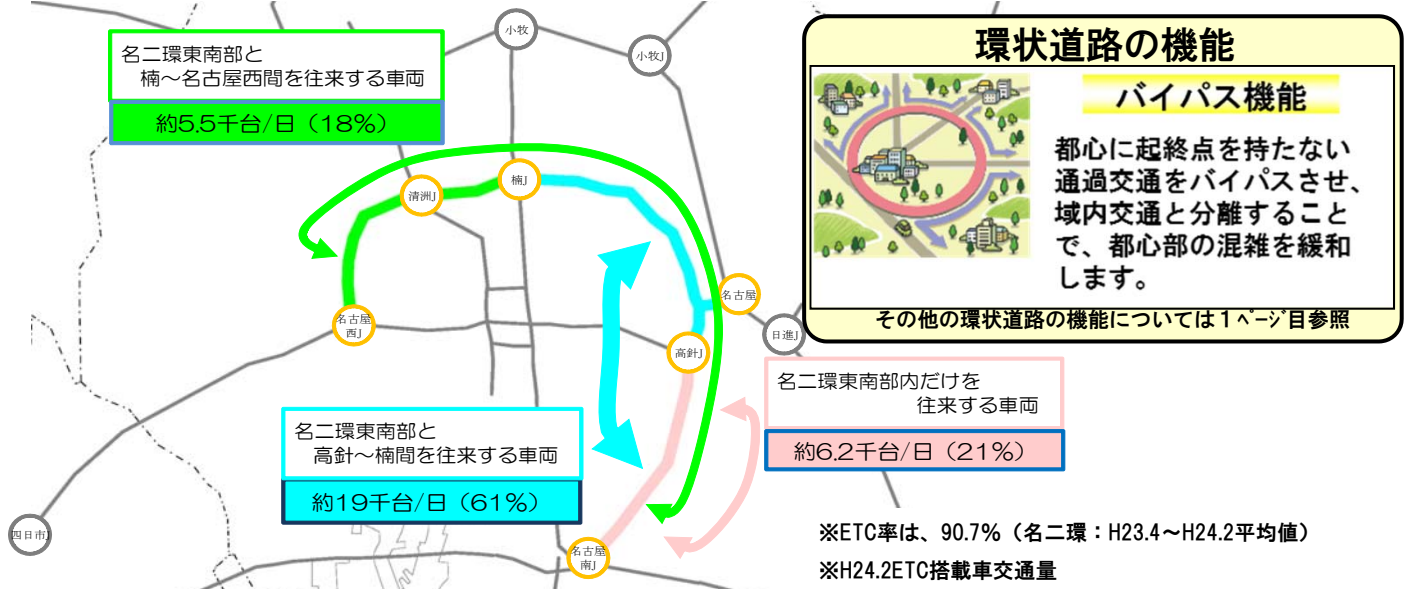 小牧
小牧J
名二環東南部と
楠～名古屋西間を往来する車両
約5.5千台/日（18%）
環状道路の機能
バイパス機能
都心に起終点を持たない
通過交通をバイパスさせ、
域内交通と分離すること
で、都心部の混雑を緩和
します。
その他の環状道路の機能については１ページ目参照
清洲J
楠J
名古屋
西J
名古屋
日進J
高針J
名二環東南部内だけを
往来する車両
約6.2千台/日（21%）
名二環東南部と
高針～楠間を往来する車両
約19千台/日（61%）
四日市J
名古屋
南J
※ETC率は、90.7%（名二環：H23.4～H24.2平均値）
※H24.2ETC搭載車交通量